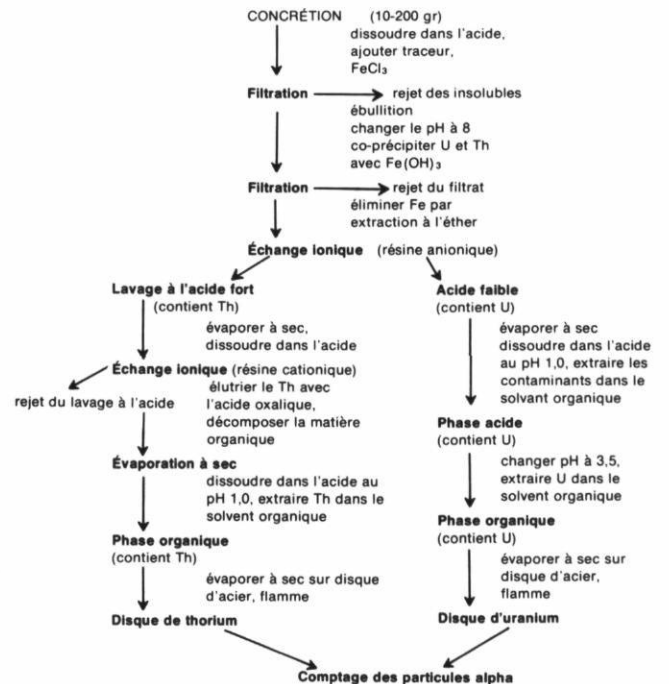 CONCRÉTION (10-200 gr)
dissoudre dans l'acide,
ajouter traceur,
FeCl₃
Filtration rejet des insolubles
ébullition
changer le pH à 8
co-précipiter U et Th
avec Fe(OH)₃
Filtration rejet du filtrat
éliminer Fe par
extraction à l'éther
Échange ionique (résine anionique)
Lavage à l'acide fort
(contient Th)
évaporer à sec,
dissoudre dans l'acide
Échange ionique (résine cationique)
rejet du lavage à l'acide
élutrier le Th avec
l'acide oxalique,
décomposer la matière
organique
Évaporation à sec
dissoudre dans l'acide au
pH 1,0, extraire Th dans le
solvent organique
Phase organique
(contient Th)
évaporer à sec sur disque
d'acier, flamme
Disque de thorium
Acide faible
(contient U)
évaporer à sec
dissoudre dans l'acide
au pH 1,0, extraire les
contaminants dans le
solvant organique
Phase acide
(contient U)
changer pH à 3,5,
extraire U dans le
solvent organique
Phase organique
(contient U)
évaporer à sec sur
disque d'acier,
flamme
Disque d'uranium
Comptage des particules alpha